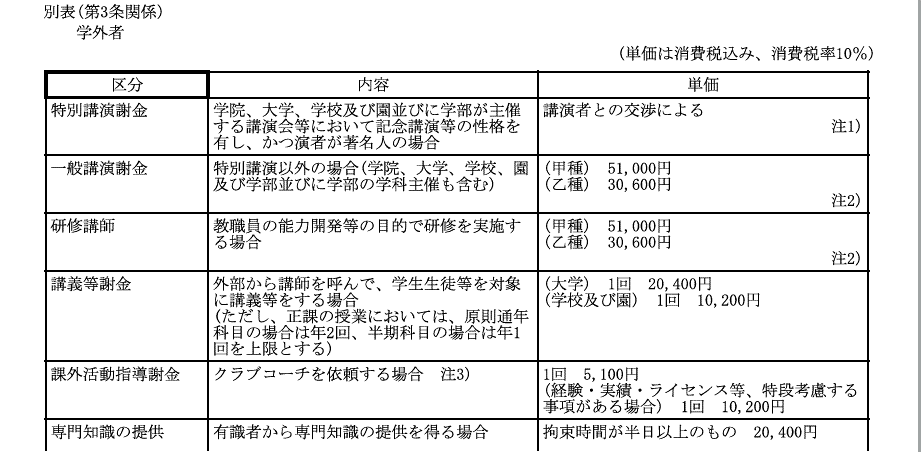 別表(第3条関係)
学外者
(単価は消費税込み、消費税率10%)
区分 内容 単価
特別講演謝金 学院、大学、学校及び園並びに学部が主催 講演者との交渉による
する講演会等において記念講演等の性格を 注1)
有し、かつ演者が著名人の場合
一般講演謝金 特別講演以外の場合(学院、大学、学校、園 (甲種) 51,000円
及び学部並びに学部の学科主催も含む) (乙種) 30,600円
注2)
研修講師 教職員の能力開発等の目的で研修を実施す (甲種) 51,000円
る場合 (乙種) 30,600円
注2)
講義等謝金 外部から講師を呼んで、学生生徒等を対象 (大学) 1回 20,400円
に講義等をする場合 (学校及び園) 1回 10,200円
(ただし、正課の授業においては、原則通年
科目の場合は年2回、半期科目の場合は年1
回を上限とする)
課外活動指導謝金 クラブコーチを依頼する場合 注3) 1回 5,100円
(経験・実績・ライセンス等、特段考慮する
事項がある場合) 1回 10,200円
専門知識の提供 有識者から専門知識の提供を得る場合 拘束時間が半日以上のもの 20,400円